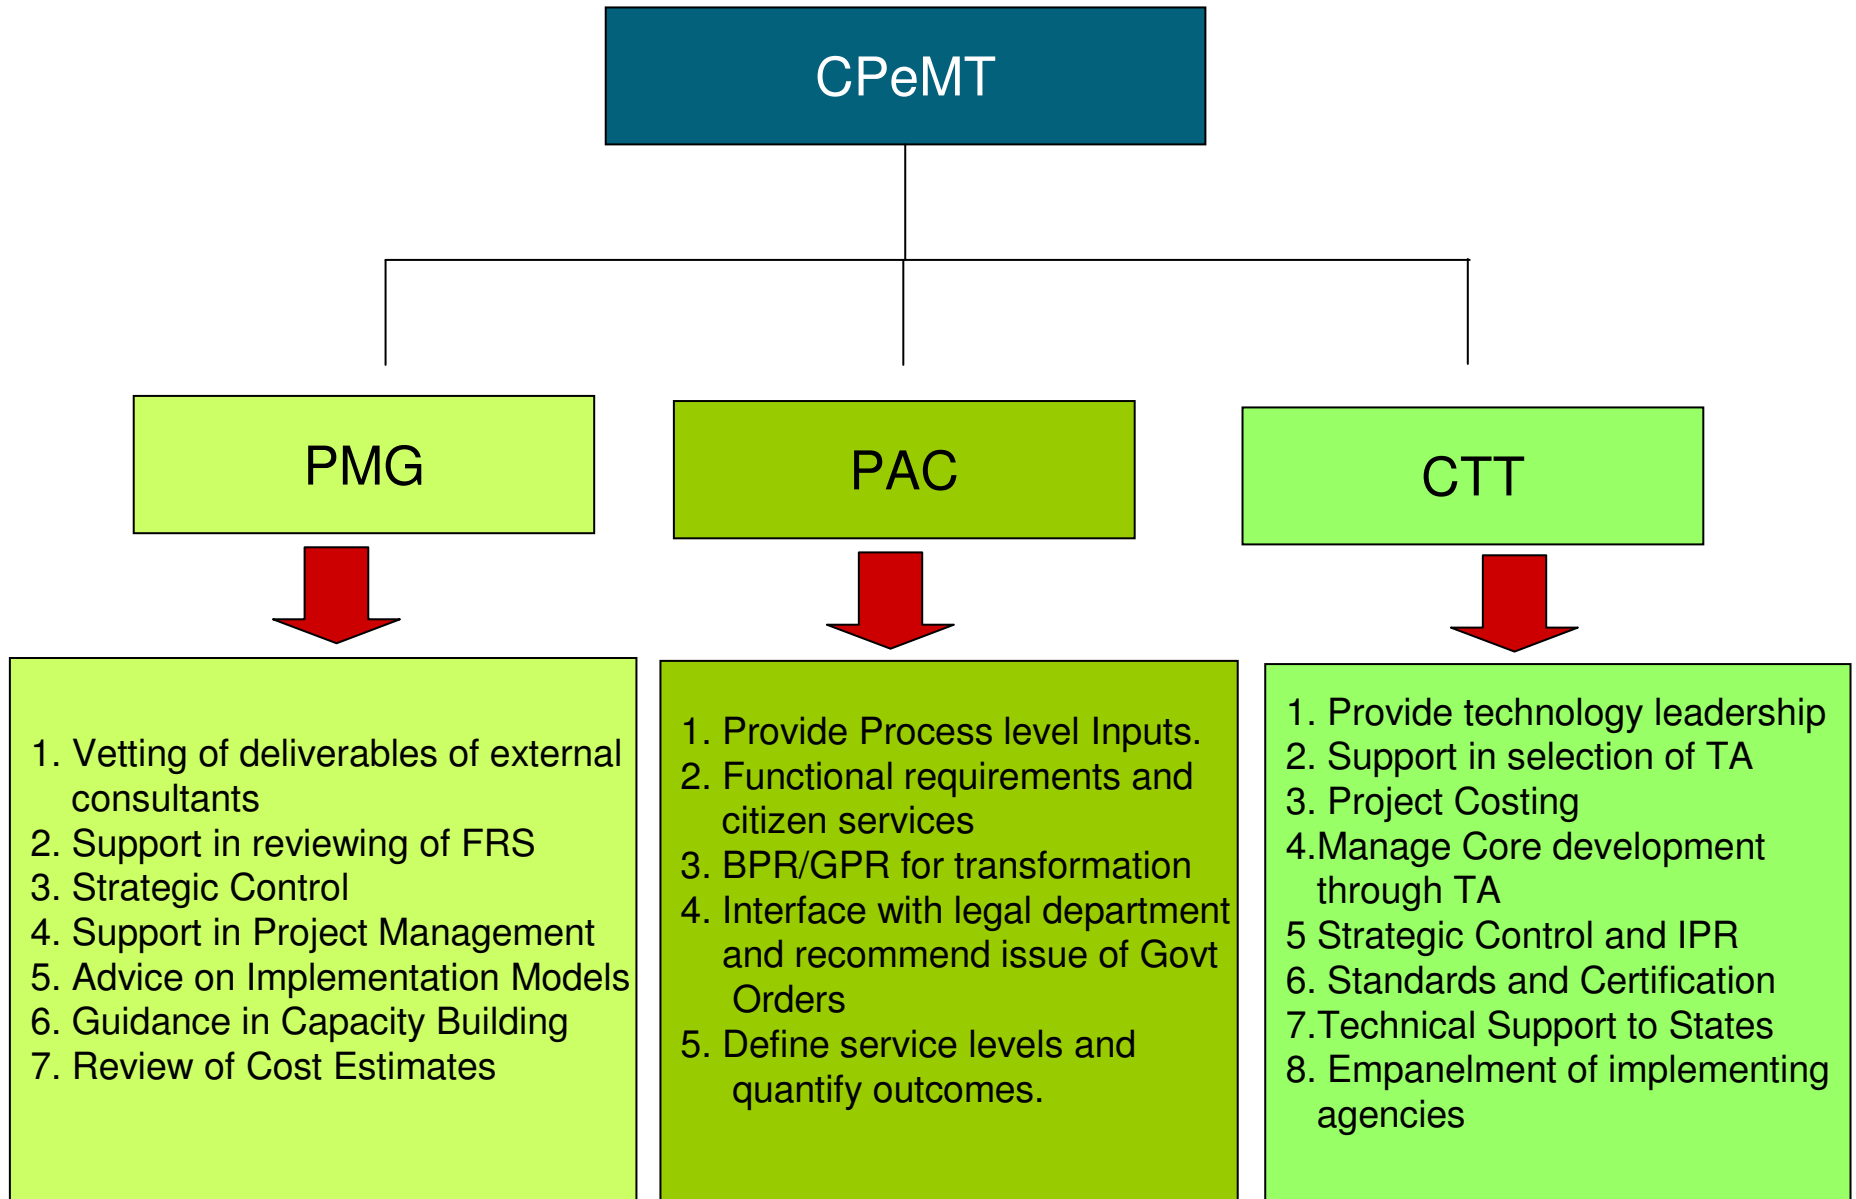 CPeMT
PMG
PAC
CTT
1. Vetting of deliverables of external
consultants
2. Support in reviewing of FRS
3. Strategic Control
4. Support in Project Management
5. Advice on Implementation Models
6. Guidance in Capacity Building
7. Review of Cost Estimates
1. Provide Process level Inputs.
2. Functional requirements and
citizen services
3. BPR/GPR for transformation
4. Interface with legal department
and recommend issue of Govt
Orders
5. Define service levels and
quantify outcomes.
1. Provide technology leadership
2. Support in selection of TA
3. Project Costing
4.Manage Core development
through TA
5 Strategic Control and IPR
6. Standards and Certification
7.Technical Support to States
8. Empanelment of implementing
agencies